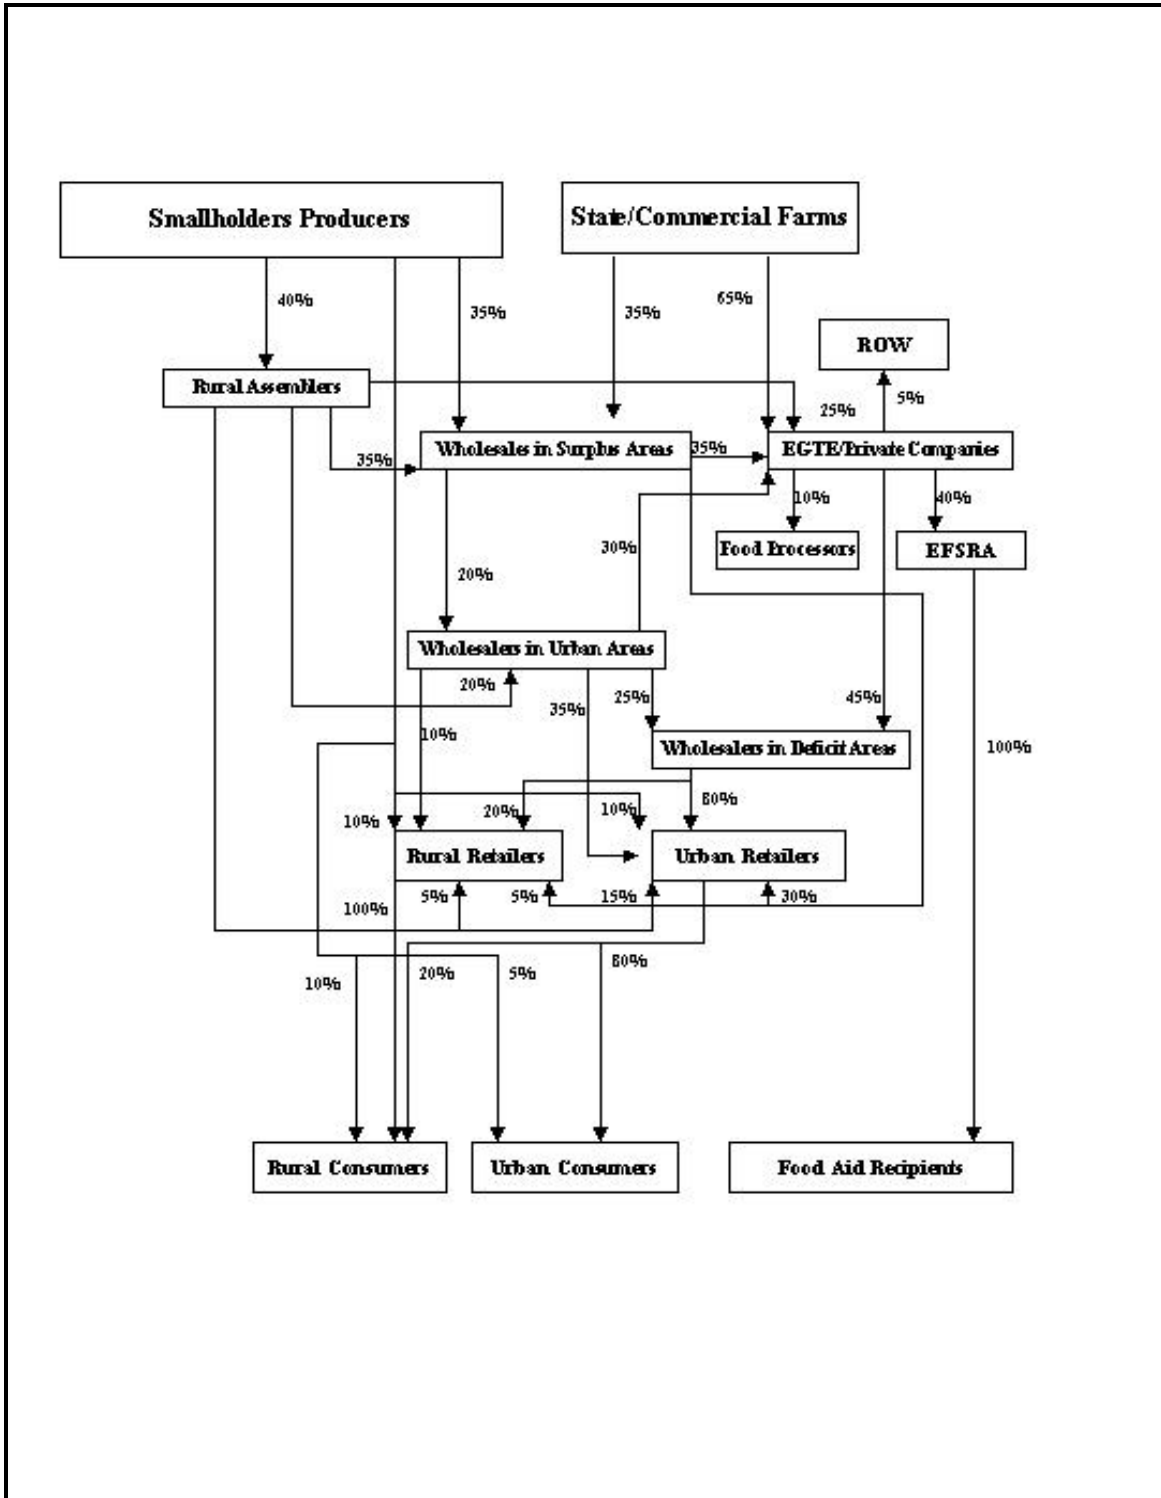 Smallholders Producers
State/Commercial Farms
40%
35%
35%
65%
ROW
Rural Assemblers
25%
5%
Wholesales in Surplus Areas
35%
EGTE/Private Companies
35%
10%
40%
30%
Food Processors
EFSRA
20%
Wholesalers in Urban Areas
20%
35%
25%
45%
10%
Wholesalers in Deficit Areas
100%
80%
10%
20%
10%
Rural Retailers
Urban Retailers
100%
5%
5%
15%
30%
10%
20%
5%
80%
Rural Consumers
Urban Consumers
Food Aid Recipients